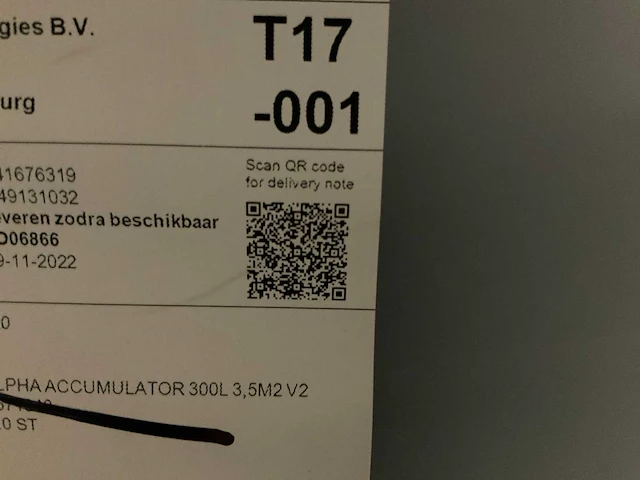 gies B.V.
T17
urg
-001
Scan QR code
for delivery note
41676319
49131032
everen zodra beschikbaar
D06866
9-11-2022
0
LPHA ACCUMULATOR 300L 3,5M2 V2
.0 ST